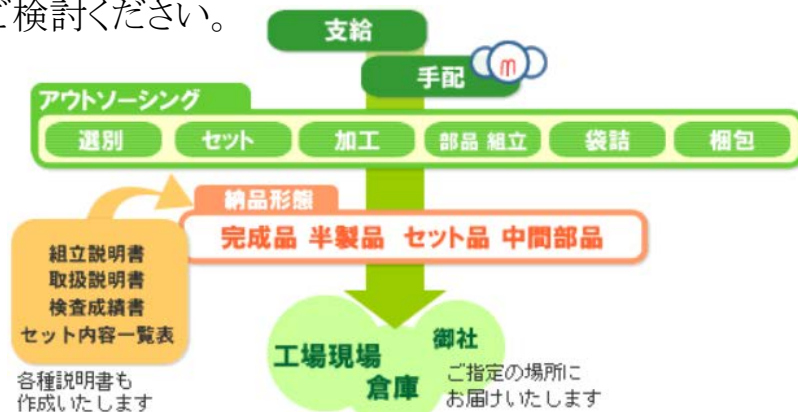 ご検討ください。
支給
手配 m
アウトソーシング
選別 セット 加工 部品 組立 袋詰 梱包
納品形態
完成品 半製品 セット品 中間部品
組立説明書
取扱説明書
検査成績書
セット内容一覧表
各種説明書も
作成いたします
工場現場
倉庫
御社
ご指定の場所に
お届けいたします